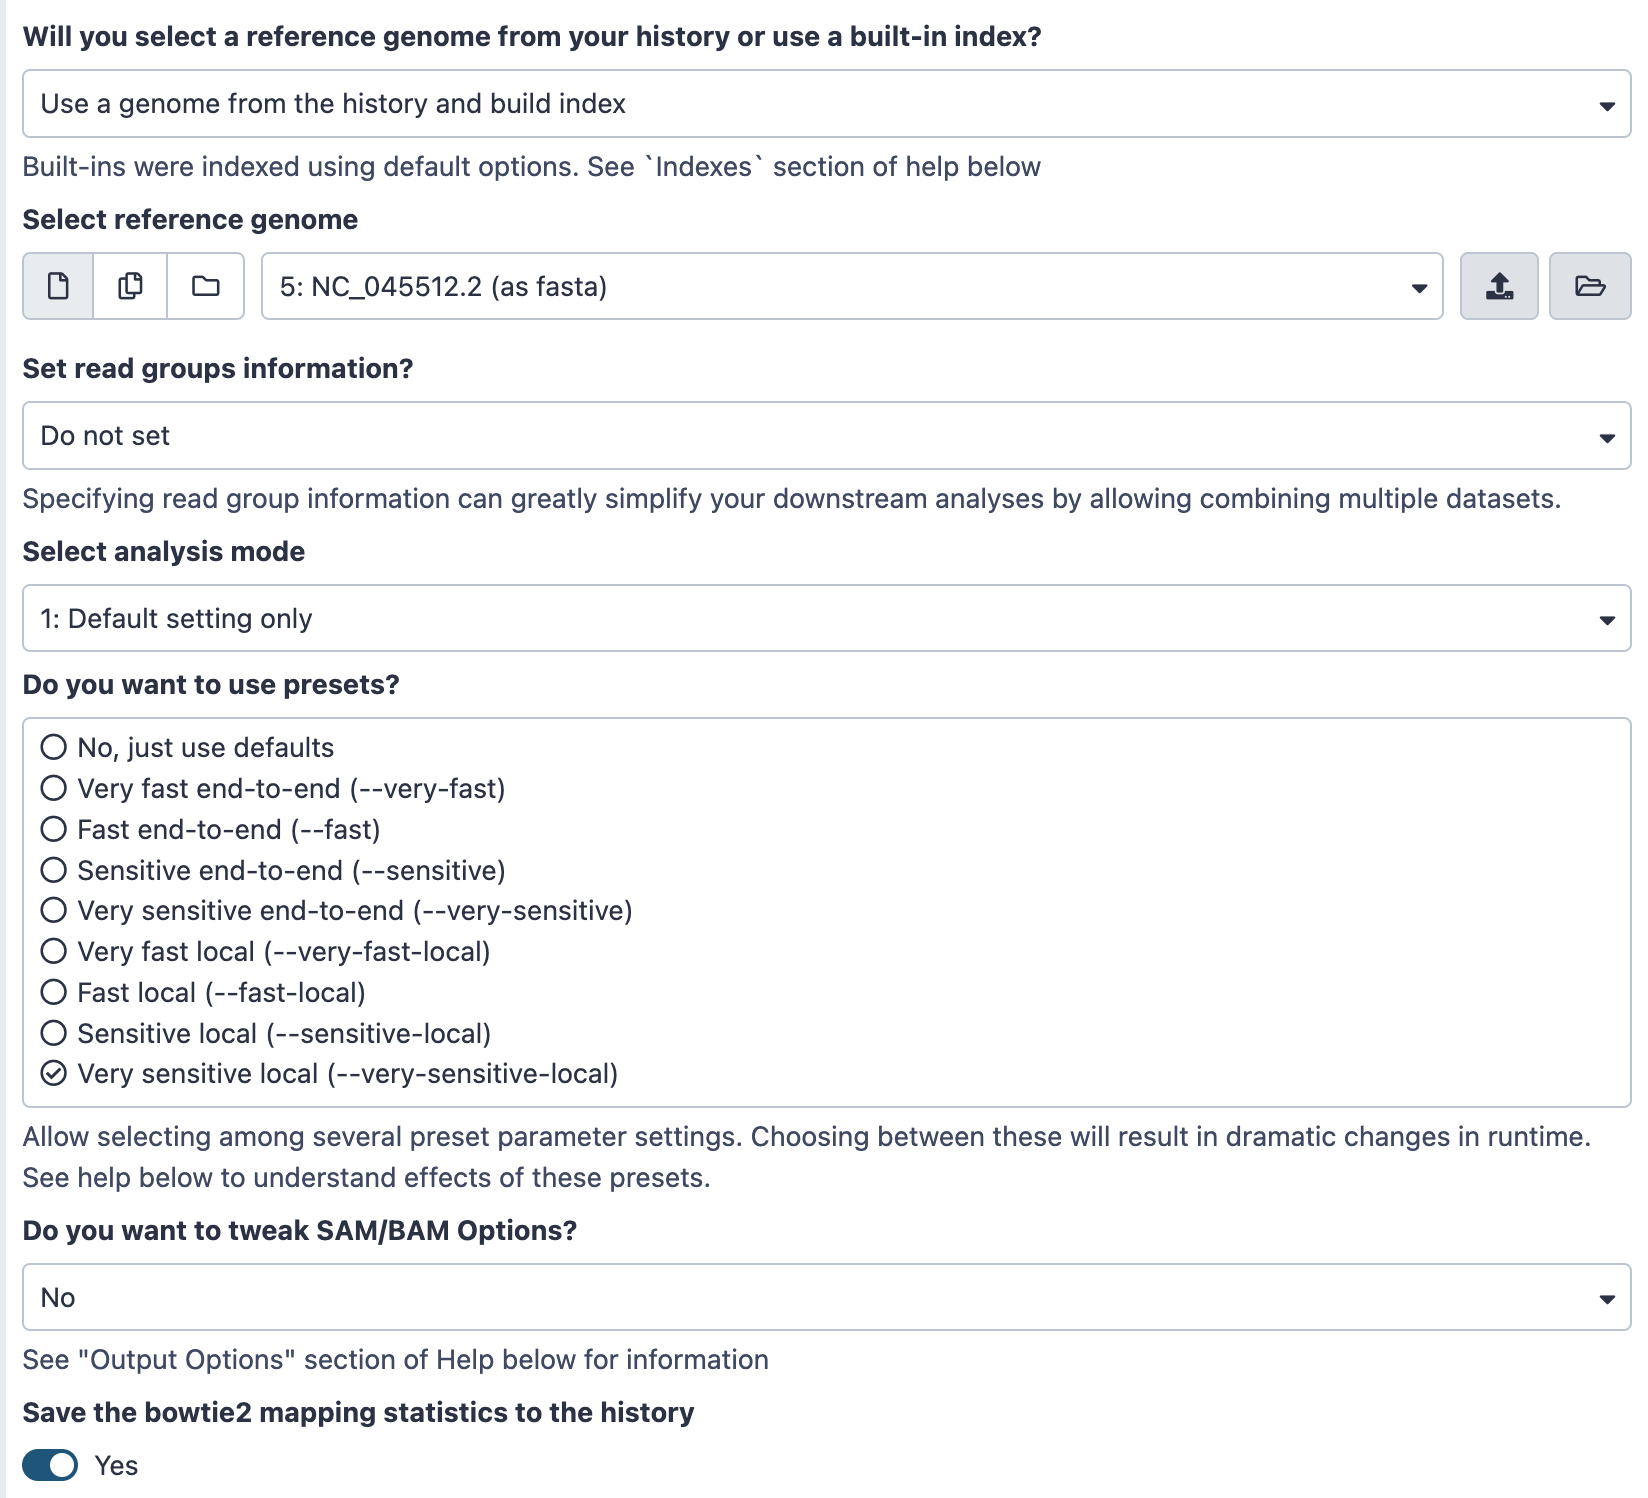 Will you select a reference genome from your history or use a built-in index?
Use a genome from the history and build index
Built-ins were indexed using default options. See `Indexes` section of help below
Select reference genome
5: NC_045512.2 (as fasta)
Set read groups information?
Do not set
Specifying read group information can greatly simplify your downstream analyses by allowing combining multiple datasets.
Select analysis mode
1: Default setting only
Do you want to use presets?
No, just use defaults
Very fast end-to-end (--very-fast)
Fast end-to-end (--fast)
Sensitive end-to-end (--sensitive)
Very sensitive end-to-end (--very-sensitive)
Very fast local (--very-fast-local)
Fast local (--fast-local)
Sensitive local (--sensitive-local)
Very sensitive local (--very-sensitive-local)
Allow selecting among several preset parameter settings. Choosing between these will result in dramatic changes in runtime.
See help below to understand effects of these presets.
Do you want to tweak SAM/BAM Options?
No
See "Output Options" section of Help below for information
Save the bowtie2 mapping statistics to the history
Yes